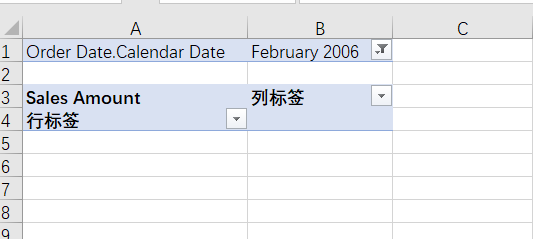 A B C
1 Order Date.Calendar Date February 2006
2
3 Sales Amount 列标签
4 行标签
5
6
7
8
9